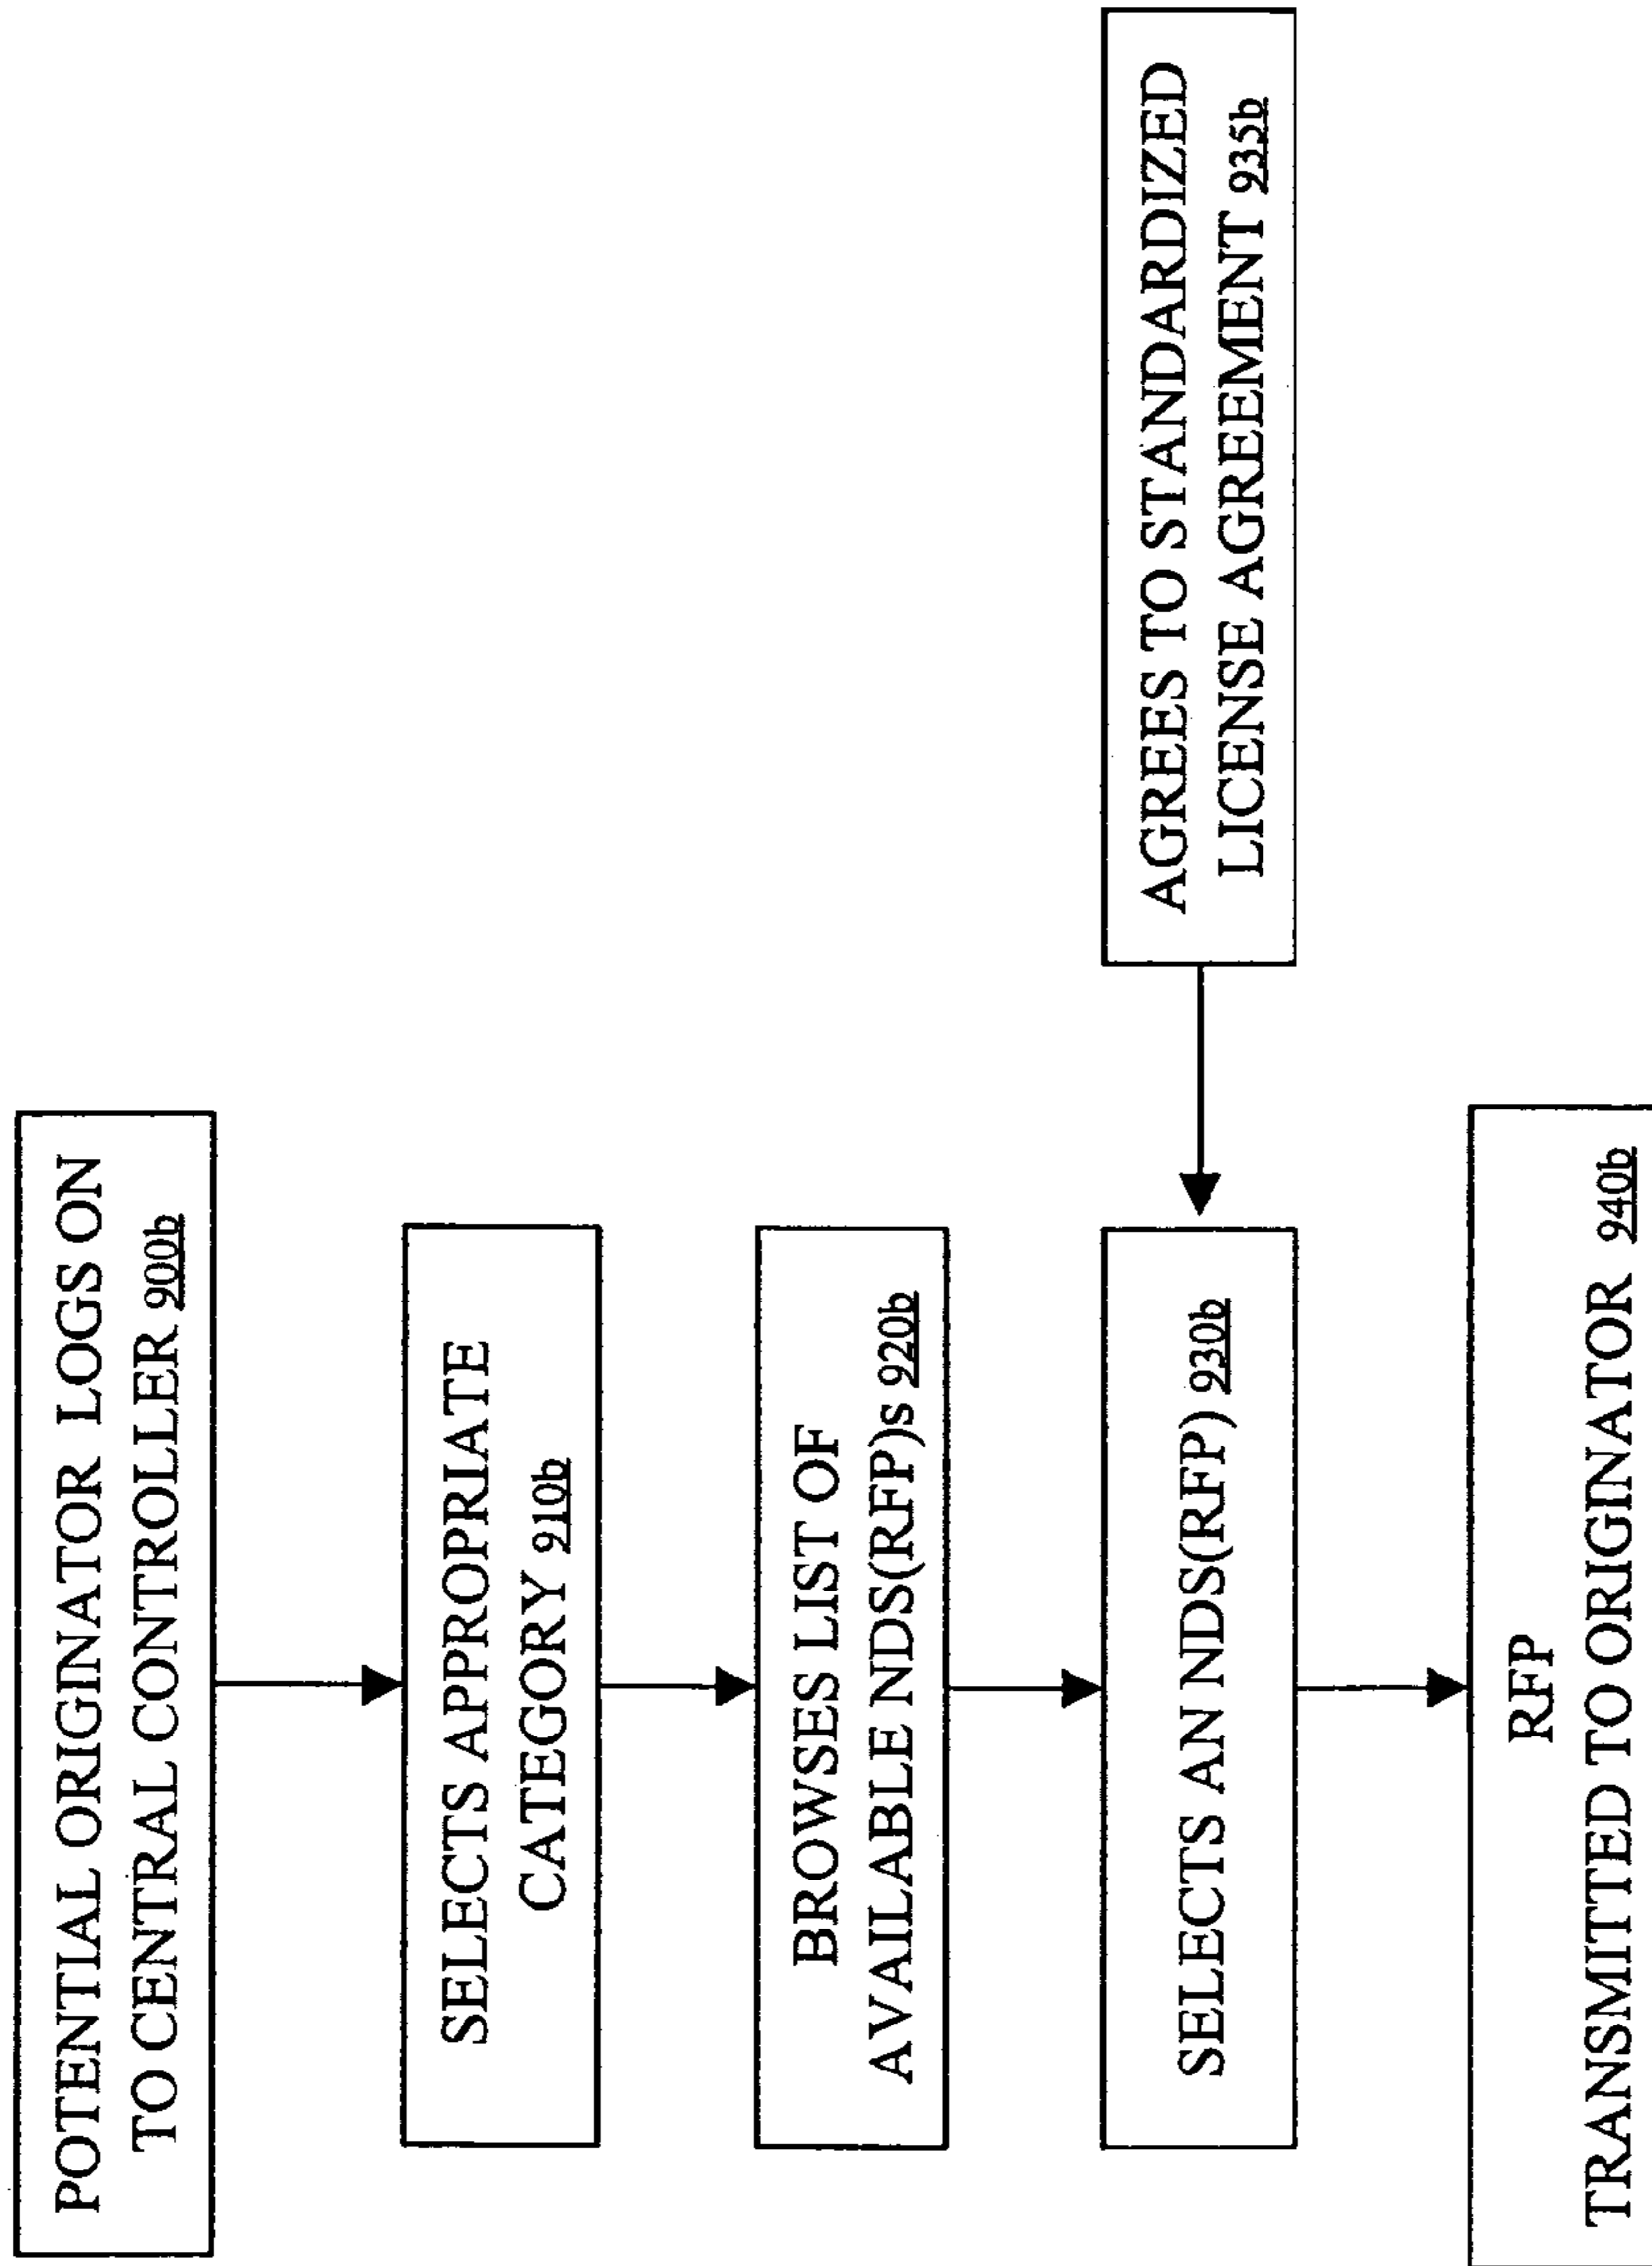 POTENTIAL ORIGINATOR LOGS ON
TO CENTRAL CONTROLLER 900b
SELECTS APPROPRIATE
CATEGORY 910b
BROWSES LIST OF
AVAILABLE NDS(RFP)s 920b
SELECTS AN NDS(RFP) 930b
AGREES TO STANDARDIZED
LICENSE AGREEMENT 935b
RFP
TRANSMITTED TO ORIGINATOR 940b